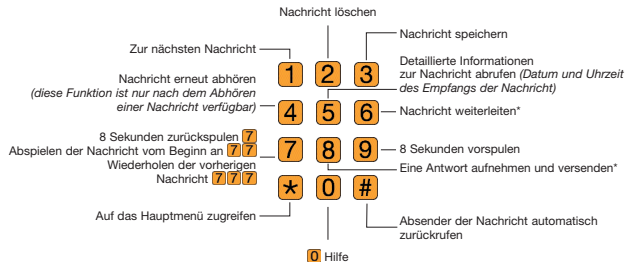 Nachricht löschen
Nachricht speichern
Zur nächsten Nachricht
Detaillierte Informationen
zur Nachricht abrufen (Datum und Uhrzeit
des Empfangs der Nachricht)
1 2 3
Nachricht erneut abhören
(diese Funktion ist nur nach dem Abhören
einer Nachricht verfügbar)
4 5 6
Nachricht weiterleiten*
8 Sekunden zurückspulen 7
Abspielen der Nachricht vom Beginn an 7 7
Wiederholen der vorherigen
Nachricht 7 7 7
7 8 9
8 Sekunden vorspulen
Eine Antwort aufnehmen und versenden*
* 0 #
Auf das Hauptmenü zugreifen
Absender der Nachricht automatisch
zurückrufen
0 Hilfe